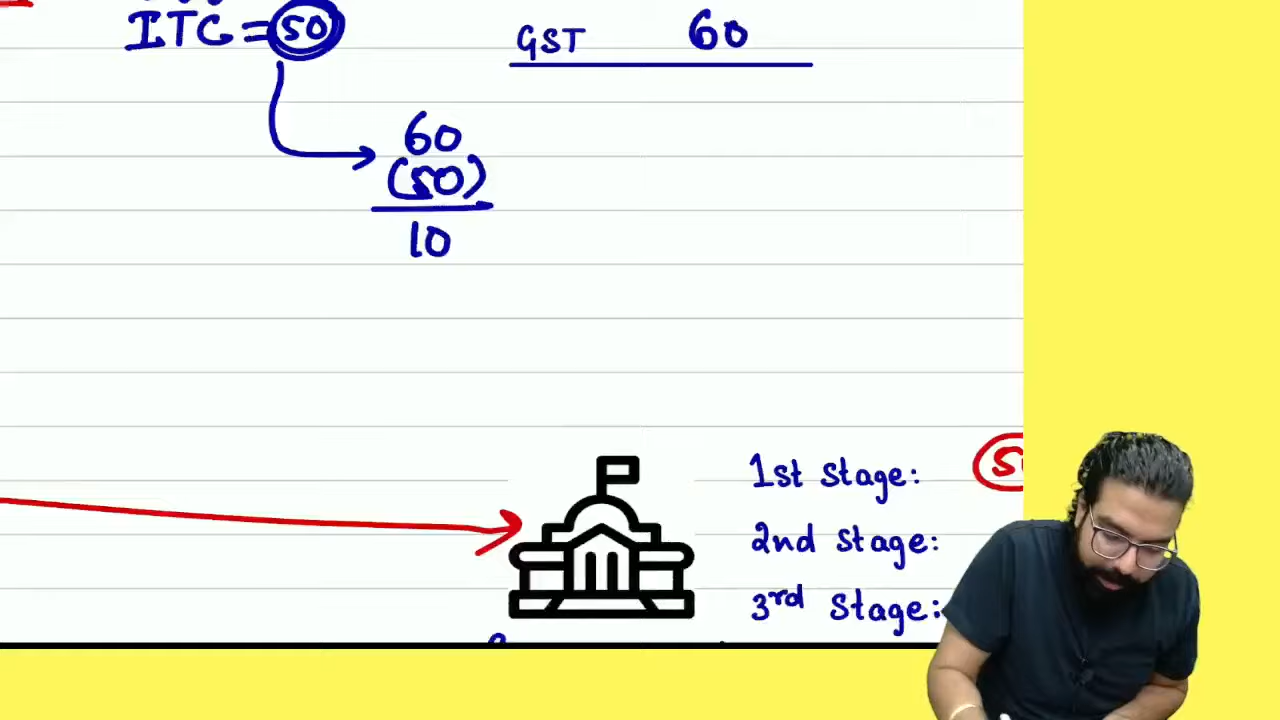 ITC = 50
GST 60
60
(50)
10
1st Stage:
2nd Stage:
3rd Stage: